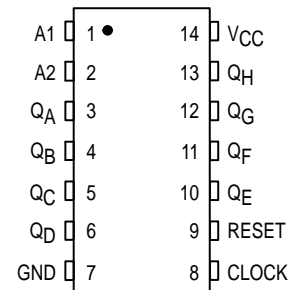 A1 1 14 VCC
A2 2 13 QH
QA 3 12 QG
QB 4 11 QF
QC 5 10 QE
QD 6 9 RESET
GND 7 8 CLOCK